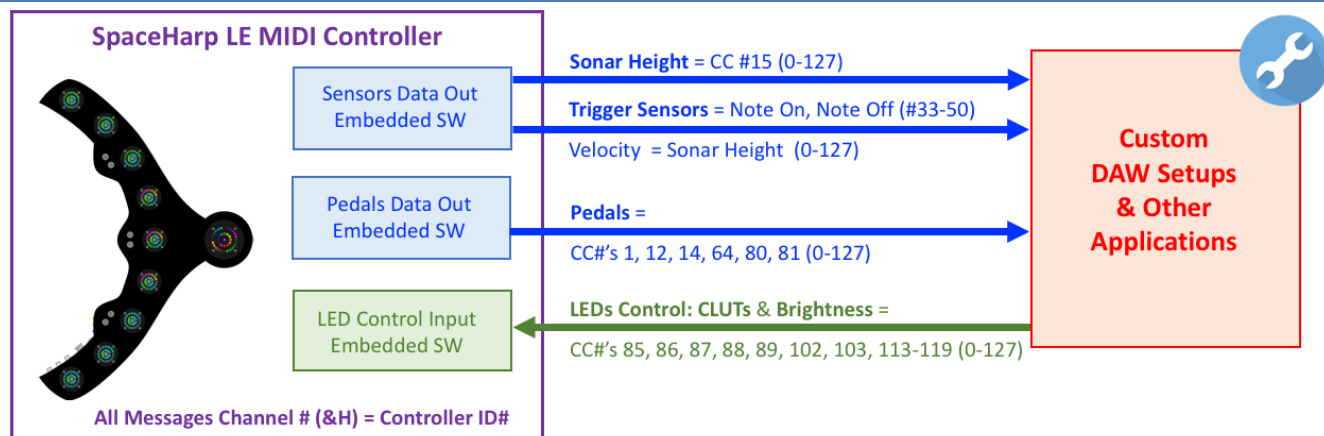 SpaceHarp LE MIDI Controller
Sensors Data Out
Embedded SW
Pedals Data Out
Embedded SW
LED Control Input
Embedded SW
All Messages Channel # (&H) = Controller ID#
Sonar Height = CC #15 (0-127)
Trigger Sensors = Note On, Note Off (#33-50)
Velocity = Sonar Height (0-127)
Pedals =
CC#'s 1, 12, 14, 64, 80, 81 (0-127)
LEDs Control: CLUTs & Brightness =
CC#'s 85, 86, 87, 88, 89, 102, 103, 113-119 (0-127)
Custom
DAW Setups
& Other
Applications